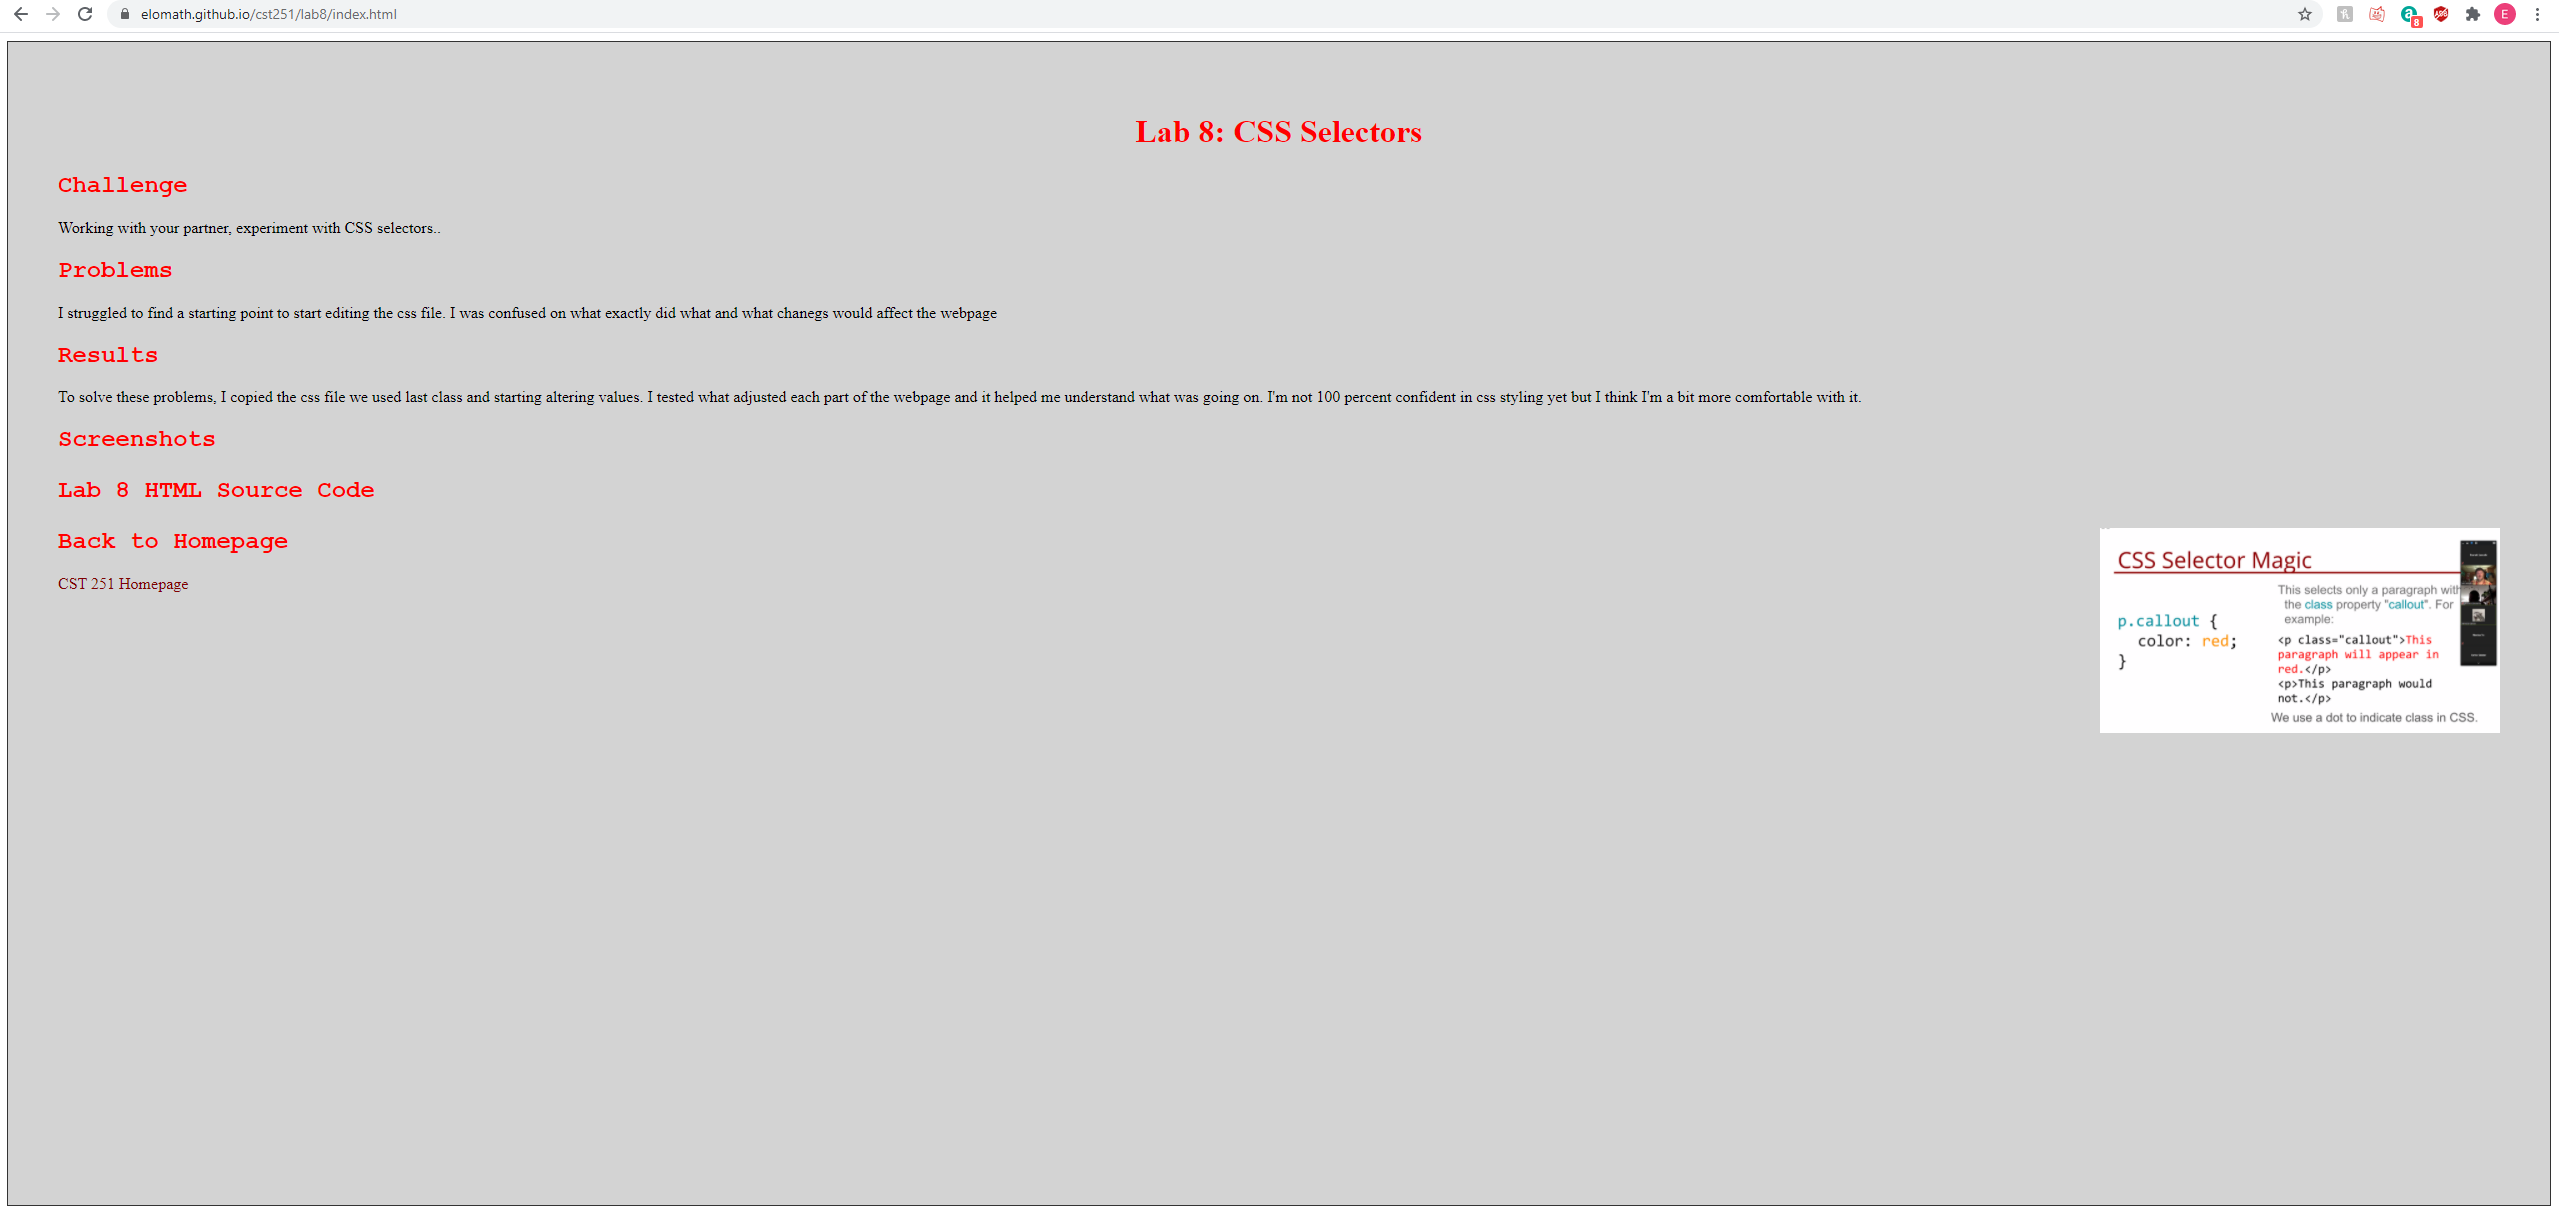 elomath.github.io/cst251/lab8/index.html
8
ABP
E
Lab 8: CSS Selectors
Challenge
Working with your partner, experiment with CSS selectors..
Problems
I struggled to find a starting point to start editing the css file. I was confused on what exactly did what and what chanegs would affect the webpage
Results
To solve these problems, I copied the css file we used last class and starting altering values. I tested what adjusted each part of the webpage and it helped me understand what was going on. I'm not 100 percent confident in css styling yet but I think I'm a bit more comfortable with it.
Screenshots
Lab 8 HTML Source Code
Back to Homepage
CST 251 Homepage
CSS Selector Magic
p.callout {
color: red;
}
This selects only a paragraph with
the class property "callout". For
example:
<p class="callout">This
paragraph will appear in
red.</p>
<p>This paragraph would
not.</p>
We use a dot to indicate class in CSS.